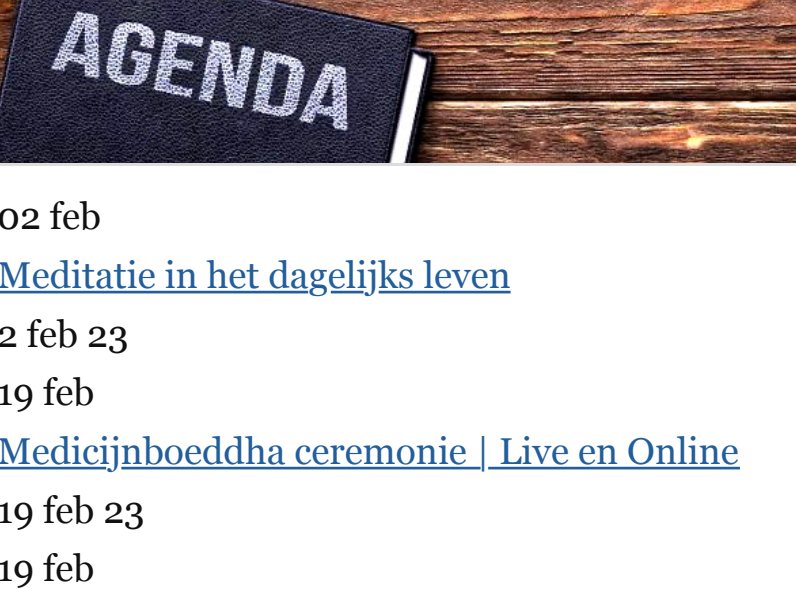 AGENDA
02 feb
Meditatie in het dagelijks leven
2 feb 23
19 feb
Medicijnboeddha ceremonie | Live en Online
19 feb 23
19 feb